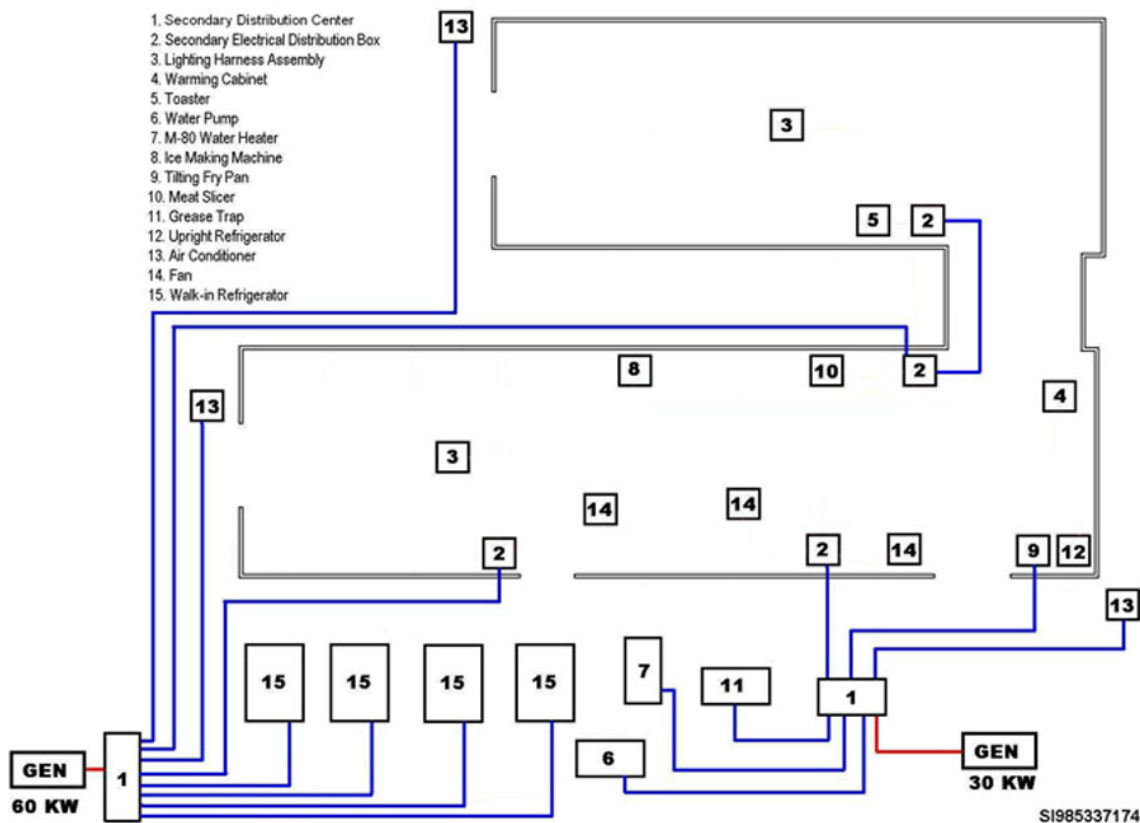 1. Secondary Distribution Center
2. Secondary Electrical Distribution Box
3. Lighting Harness Assembly
4. Warming Cabinet
5. Toaster
6. Water Pump
7. M-80 Water Heater
8. Ice Making Machine
9. Tilting Fry Pan
10. Meat Slicer
11. Grease Trap
12. Upright Refrigerator
13. Air Conditioner
14. Fan
15. Walk-in Refrigerator
13
3
5 2
8 10 2
13
4
3
14 14
2 2 14 9 12
13
15 15 15 15
7
11
1
6
GEN
30 KW
GEN
60 KW
1
SI985337174